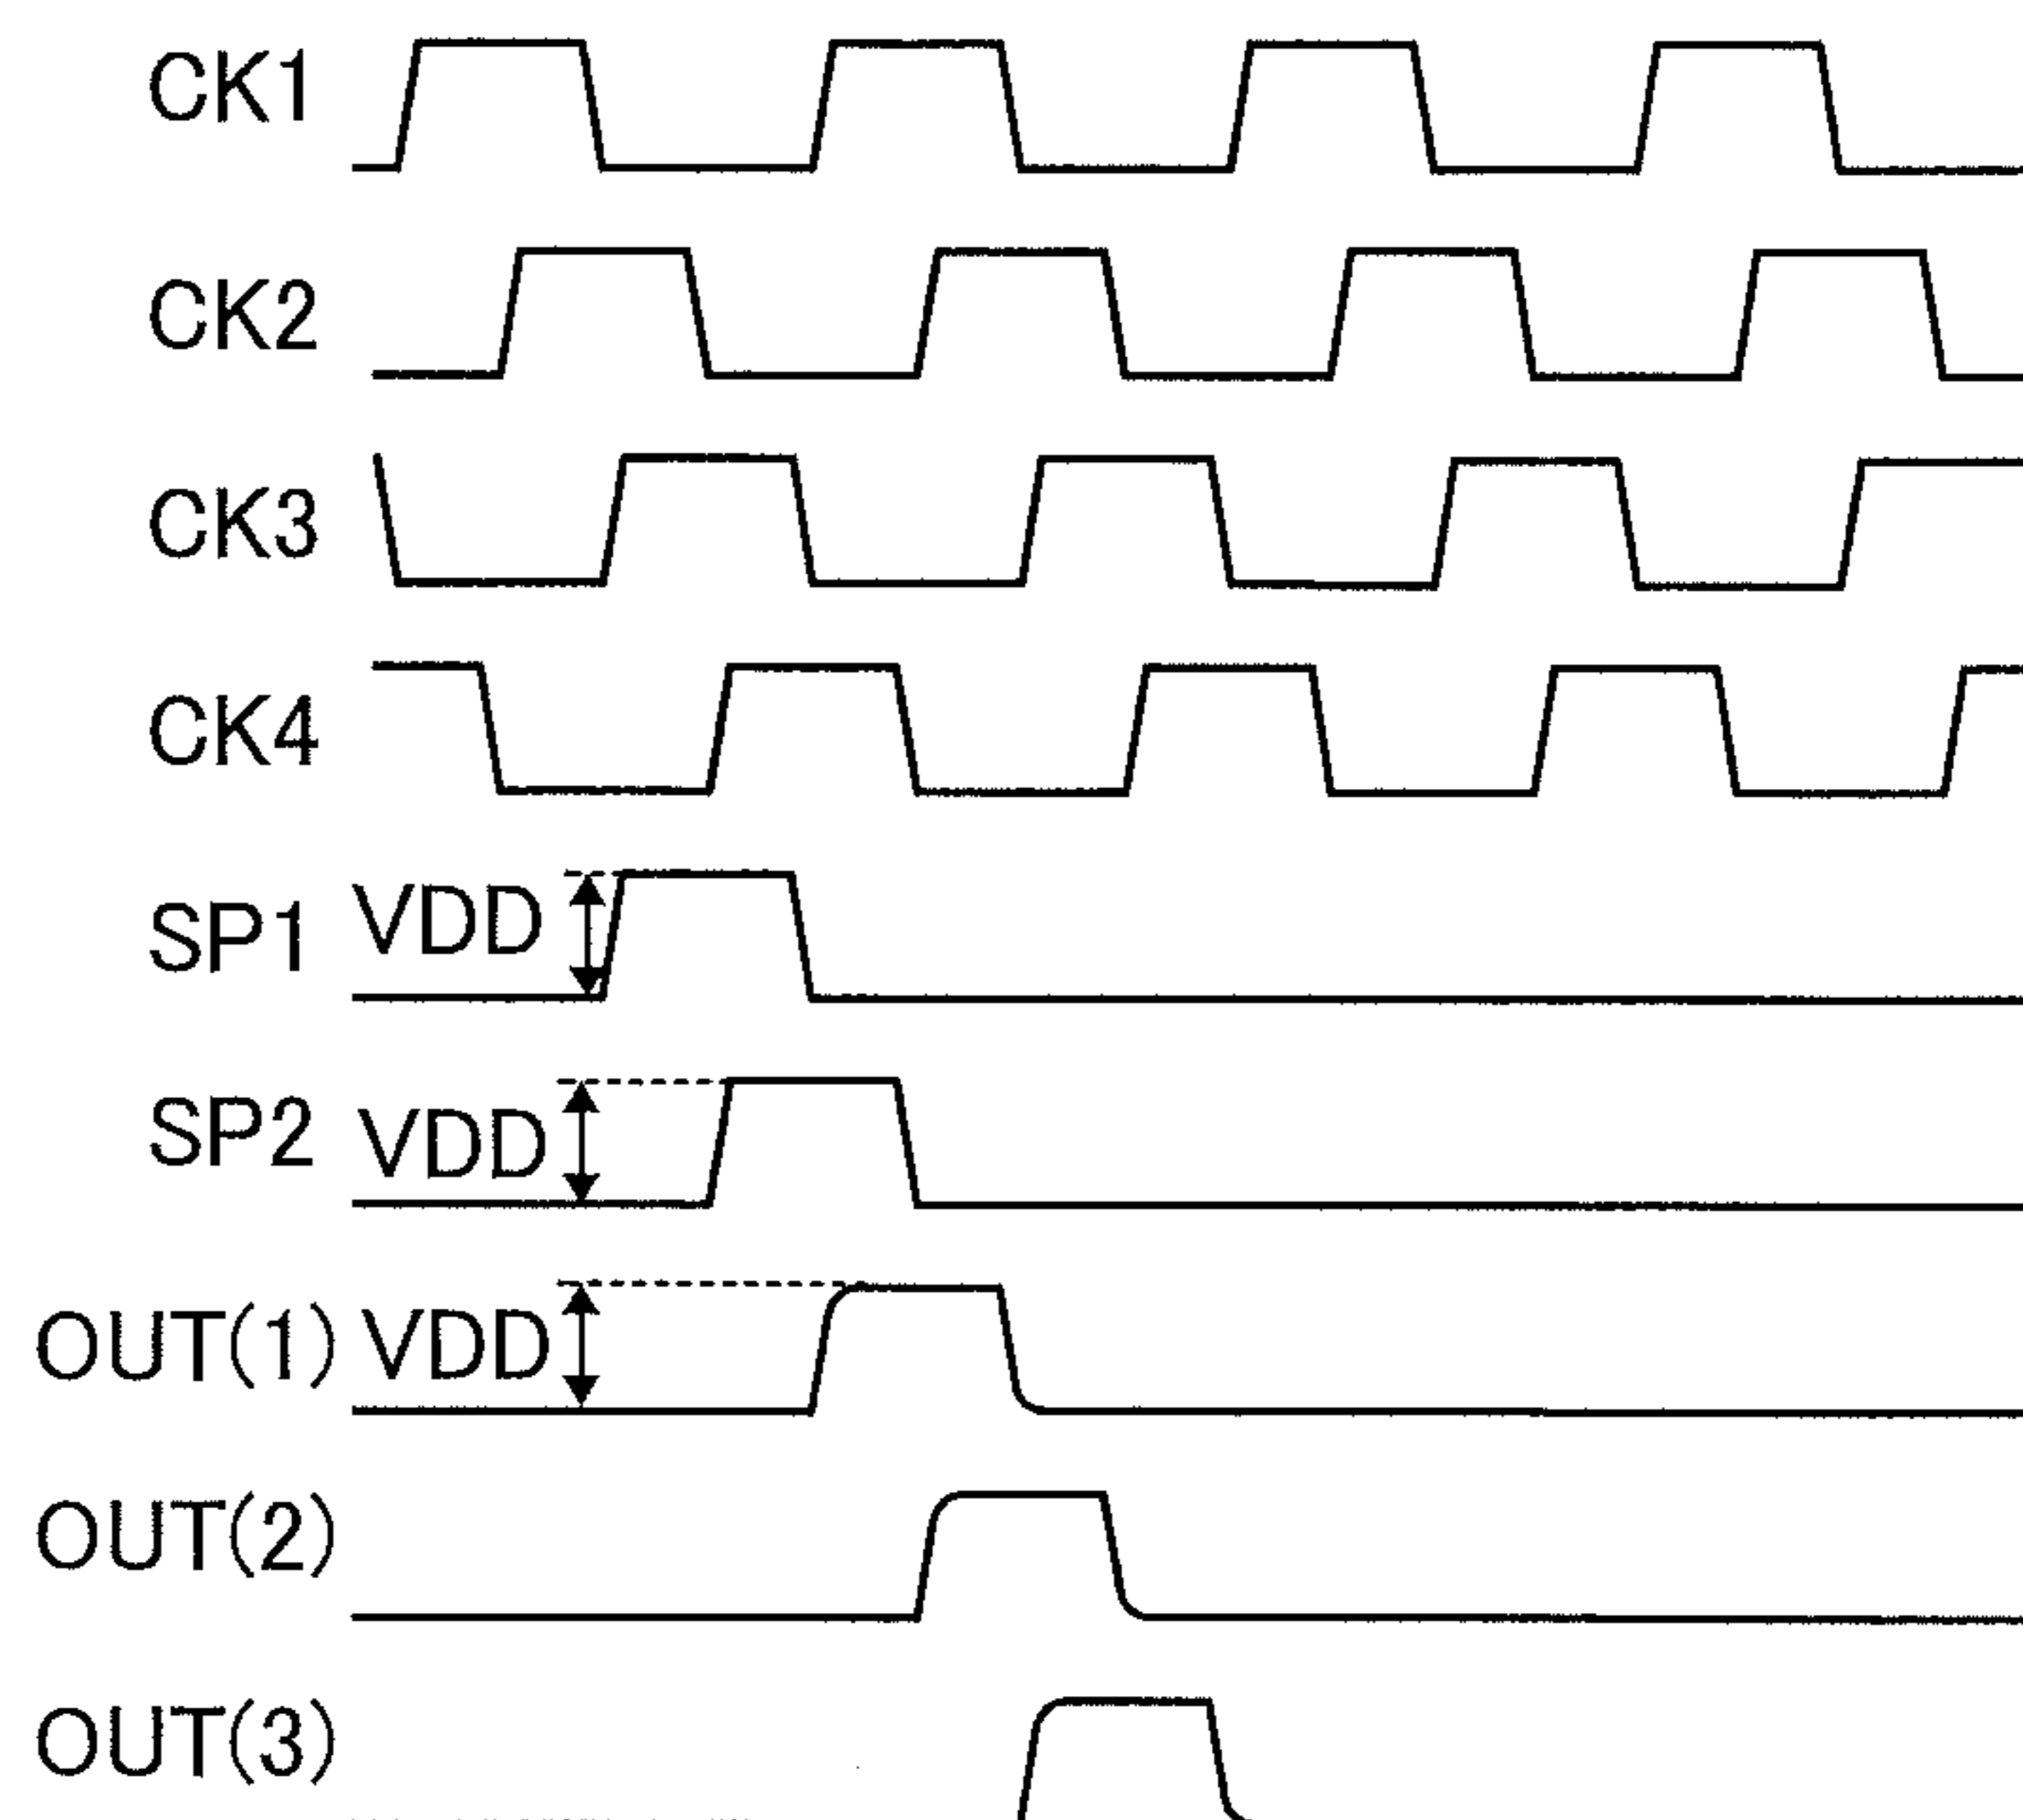 CK1
CK2
CK3
CK4
SP1 VDD
SP2 VDD
OUT(1) VDD
OUT(2)
OUT(3)